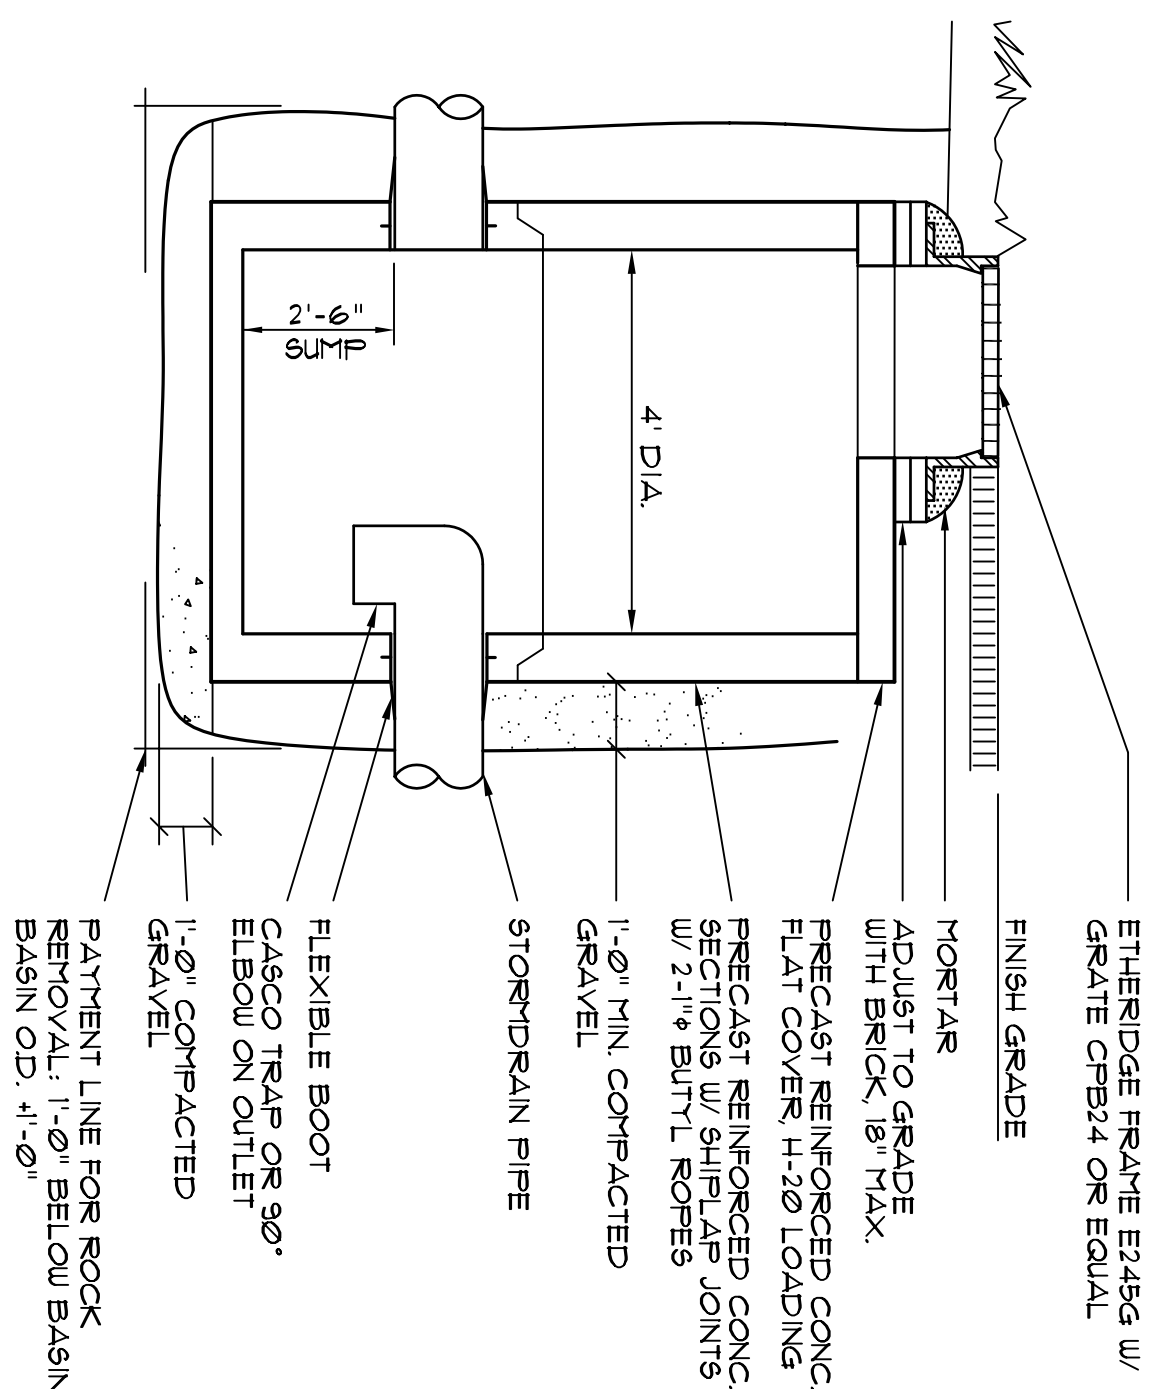 ETHERIDGE FRAME E245G W/
GRATE CPB24 OR EQUAL
FINISH GRADE
MORTAR
ADJUST TO GRADE
WITH BRICK, 18" MAX.
PRECAST REINFORCED CONC.
FLAT COVER, H-20 LOADING
PRECAST REINFORCED CONC.
SECTIONS W/ SHIPLAP JOINTS
W/ 2-1"ø BUTYL ROPES
1'-0" MIN. COMPACTED
GRAVEL
STORMDRAIN PIPE
FLEXIBLE BOOT
CASCO TRAP OR 90°
ELBOW ON OUTLET
1'-0" COMPACTED
GRAVEL
PAYMENT LINE FOR ROCK
REMOVAL: 1'-0" BELOW BASIN
BASIN O.D. +1'-0"
4' DIA.
2'-6"
SUMP